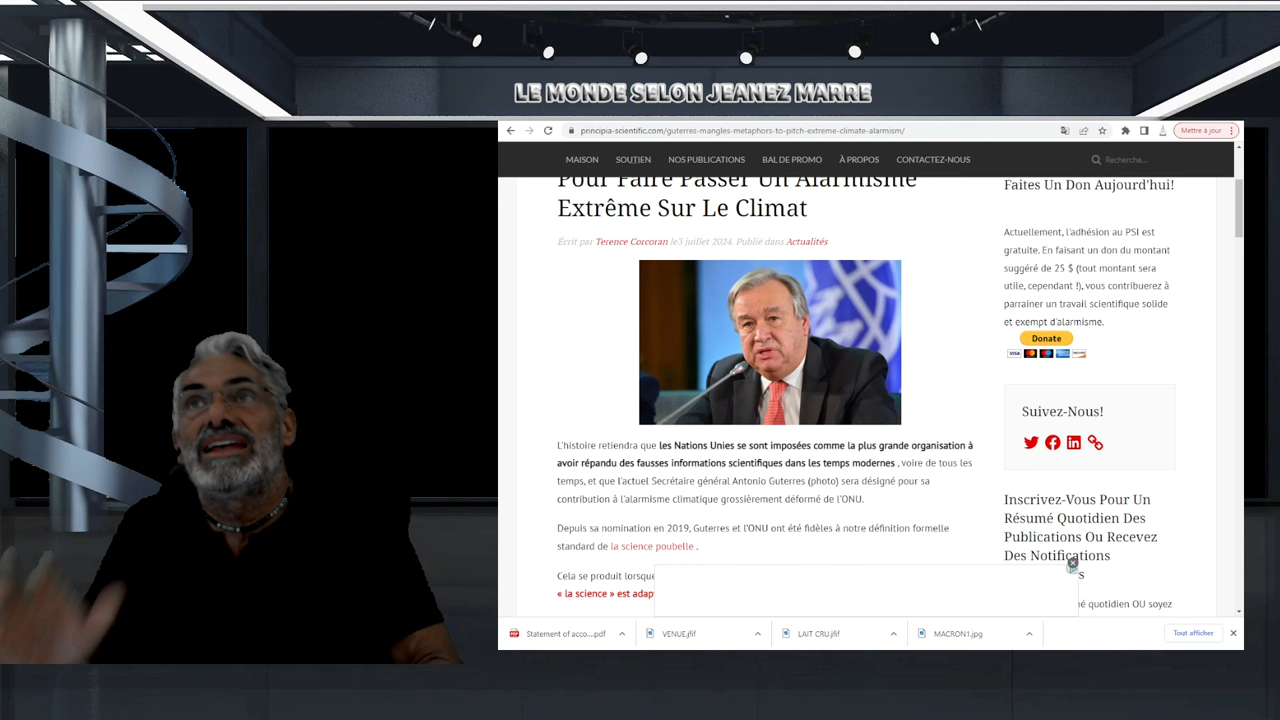 LE MONDE SELON JEANEZ MARRE
principia-scientific.com/guterres-mangles-metaphors-to-pitch-extreme-climate-alarmism/
Mettre à jour
MAISON SOUTIEN NOS PUBLICATIONS BAL DE PROMO À PROPOS CONTACTEZ-NOUS
Recherche...
Pour Faire Passer Un Alarmisme
Extrême Sur Le Climat
Écrit par Terence Corcoran le3 juillet 2024. Publié dans Actualités
L'histoire retiendra que les Nations Unies se sont imposées comme la plus grande organisation à
avoir répandu des fausses informations scientifiques dans les temps modernes , voire de tous les
temps, et que l'actuel Secrétaire général Antonio Guterres (photo) sera désigné pour sa
contribution à l'alarmisme climatique grossièrement déformé de l'ONU.
Depuis sa nomination en 2019, Guterres et l'ONU ont été fidèles à notre définition formelle
standard de la science poubelle .
Cela se produit lorsque
« la science » est adap
Faites Un Don Aujourd'hui!
Actuellement, l'adhésion au PSI est
gratuite. En faisant un don du montant
suggéré de 25 $ (tout montant sera
utile, cependant !), vous contribuerez à
parrainer un travail scientifique solide
et exempt d'alarmisme.
Donate
VISA
Suivez-Nous!
Inscrivez-Vous Pour Un
Résumé Quotidien Des
Publications Ou Recevez
Des Notifications
s
né quotidien OU soyez
PDF Statement of acco....pdf
VENUE.jfif
LAIT CRU.jfif
MACRON1.jpg
Tout afficher